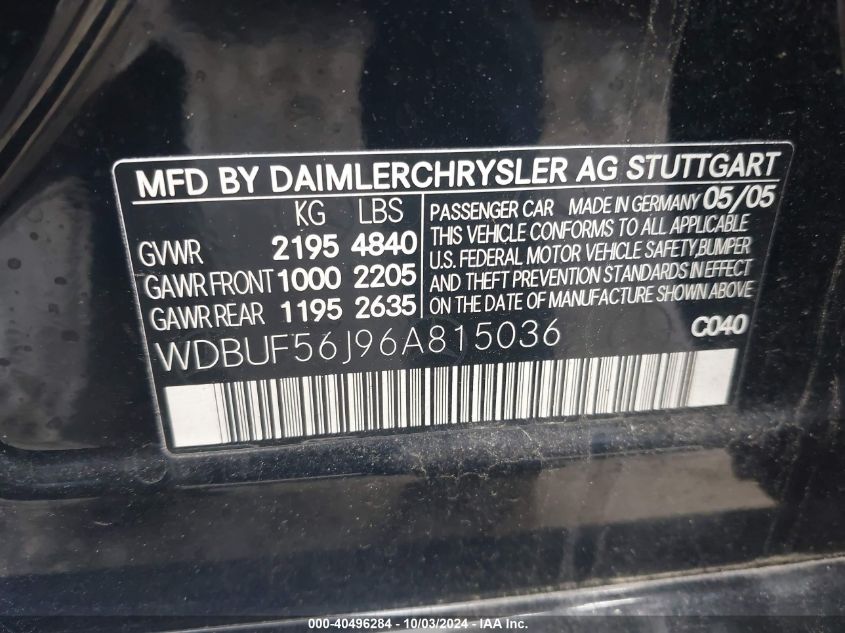 MFD BY DAIMLERCHRYSLER AG STUTTGART
KG LBS
GVWR 2195 4840
GAWR FRONT 1000 2205
GAWR REAR 1195 2635
PASSENGER CAR MADE IN GERMANY 05/05
THIS VEHICLE CONFORMS TO ALL APPLICABLE
U.S. FEDERAL MOTOR VEHICLE SAFETY, BUMPER
AND THEFT PREVENTION STANDARDS IN EFFECT
ON THE DATE OF MANUFACTURE SHOWN ABOVE
WDBUF56J96A815036
C040
000-40496284 - 10/03/2024 - IAA Inc.